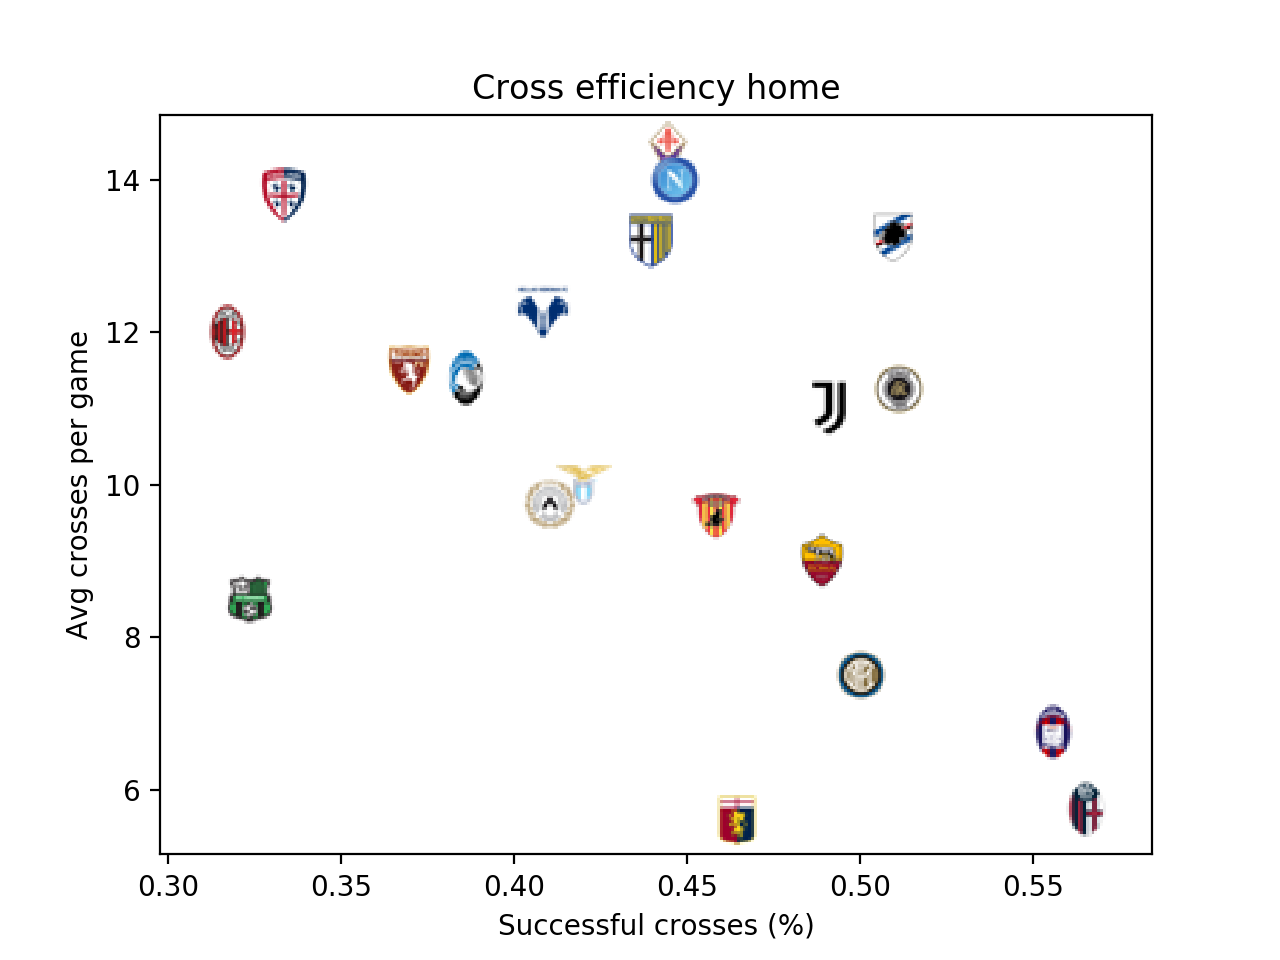 Cross efficiency home
Avg crosses per game
14
12
10
8
6
TORINO
N
0.30 0.35 0.40 0.45 0.50 0.55
Successful crosses (%)